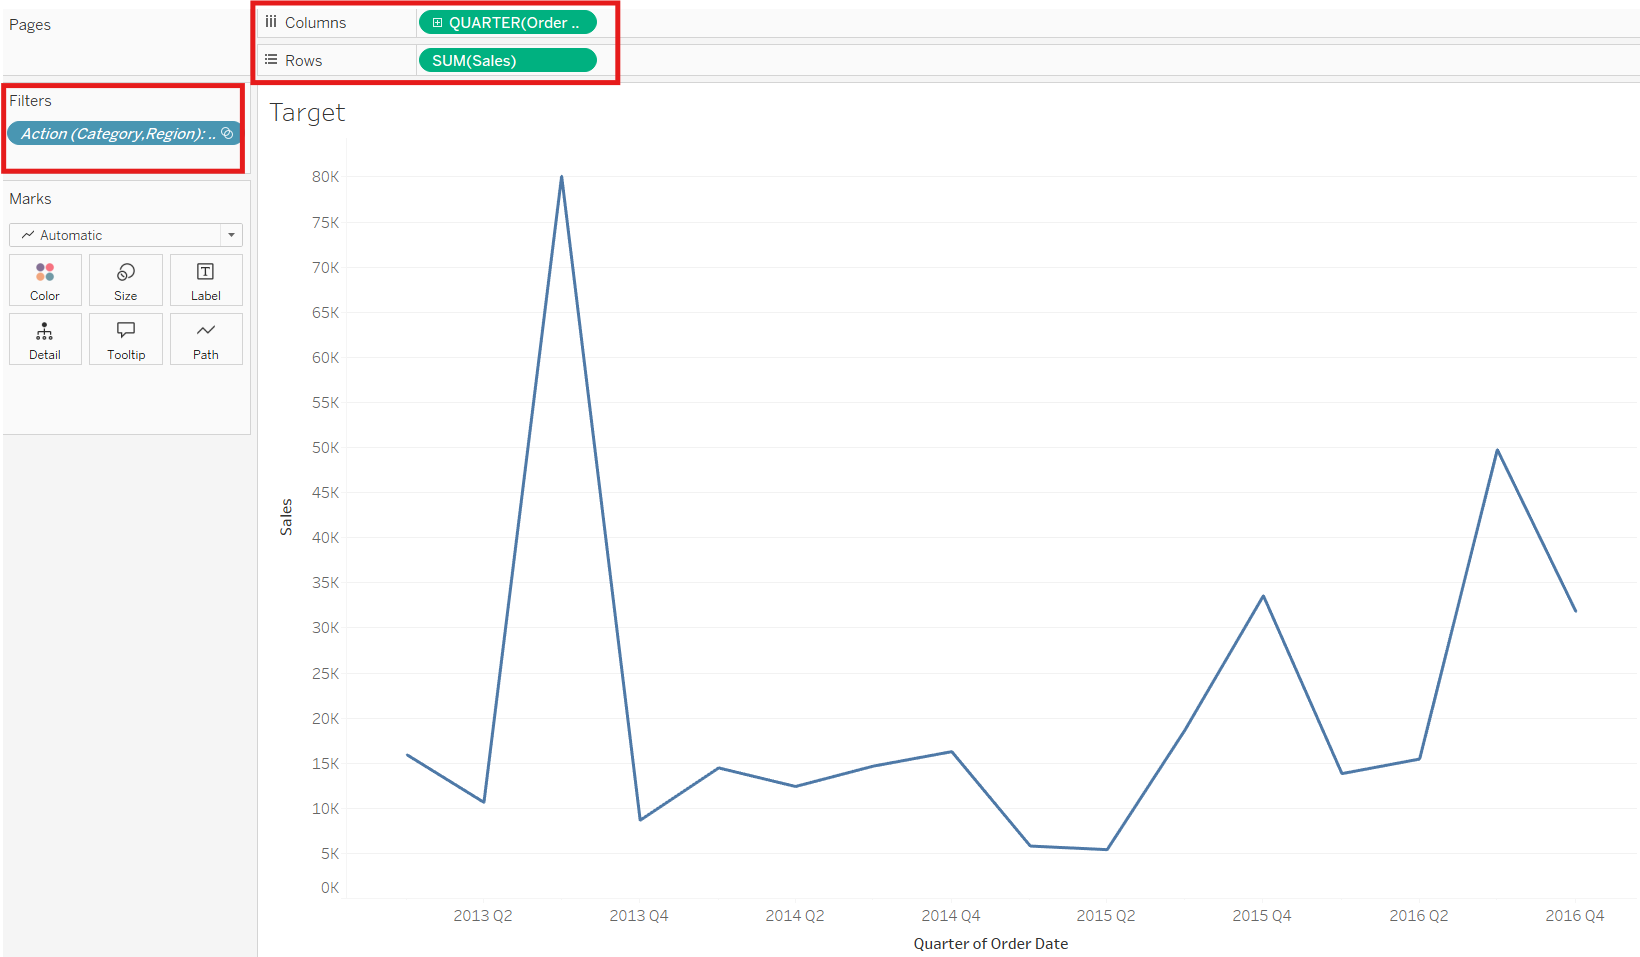 Pages
Columns
QUARTER(Order ..
Rows
SUM(Sales)
Filters
Action (Category,Region): ..
Marks
Automatic
Color
Size
Label
Detail
Tooltip
Path
Target
80K
75K
70K
65K
60K
55K
50K
45K
40K
35K
30K
25K
20K
15K
10K
5K
0K
Sales
2013 Q2
2013 Q4
2014 Q2
2014 Q4
2015 Q2
2015 Q4
2016 Q2
2016 Q4
Quarter of Order Date